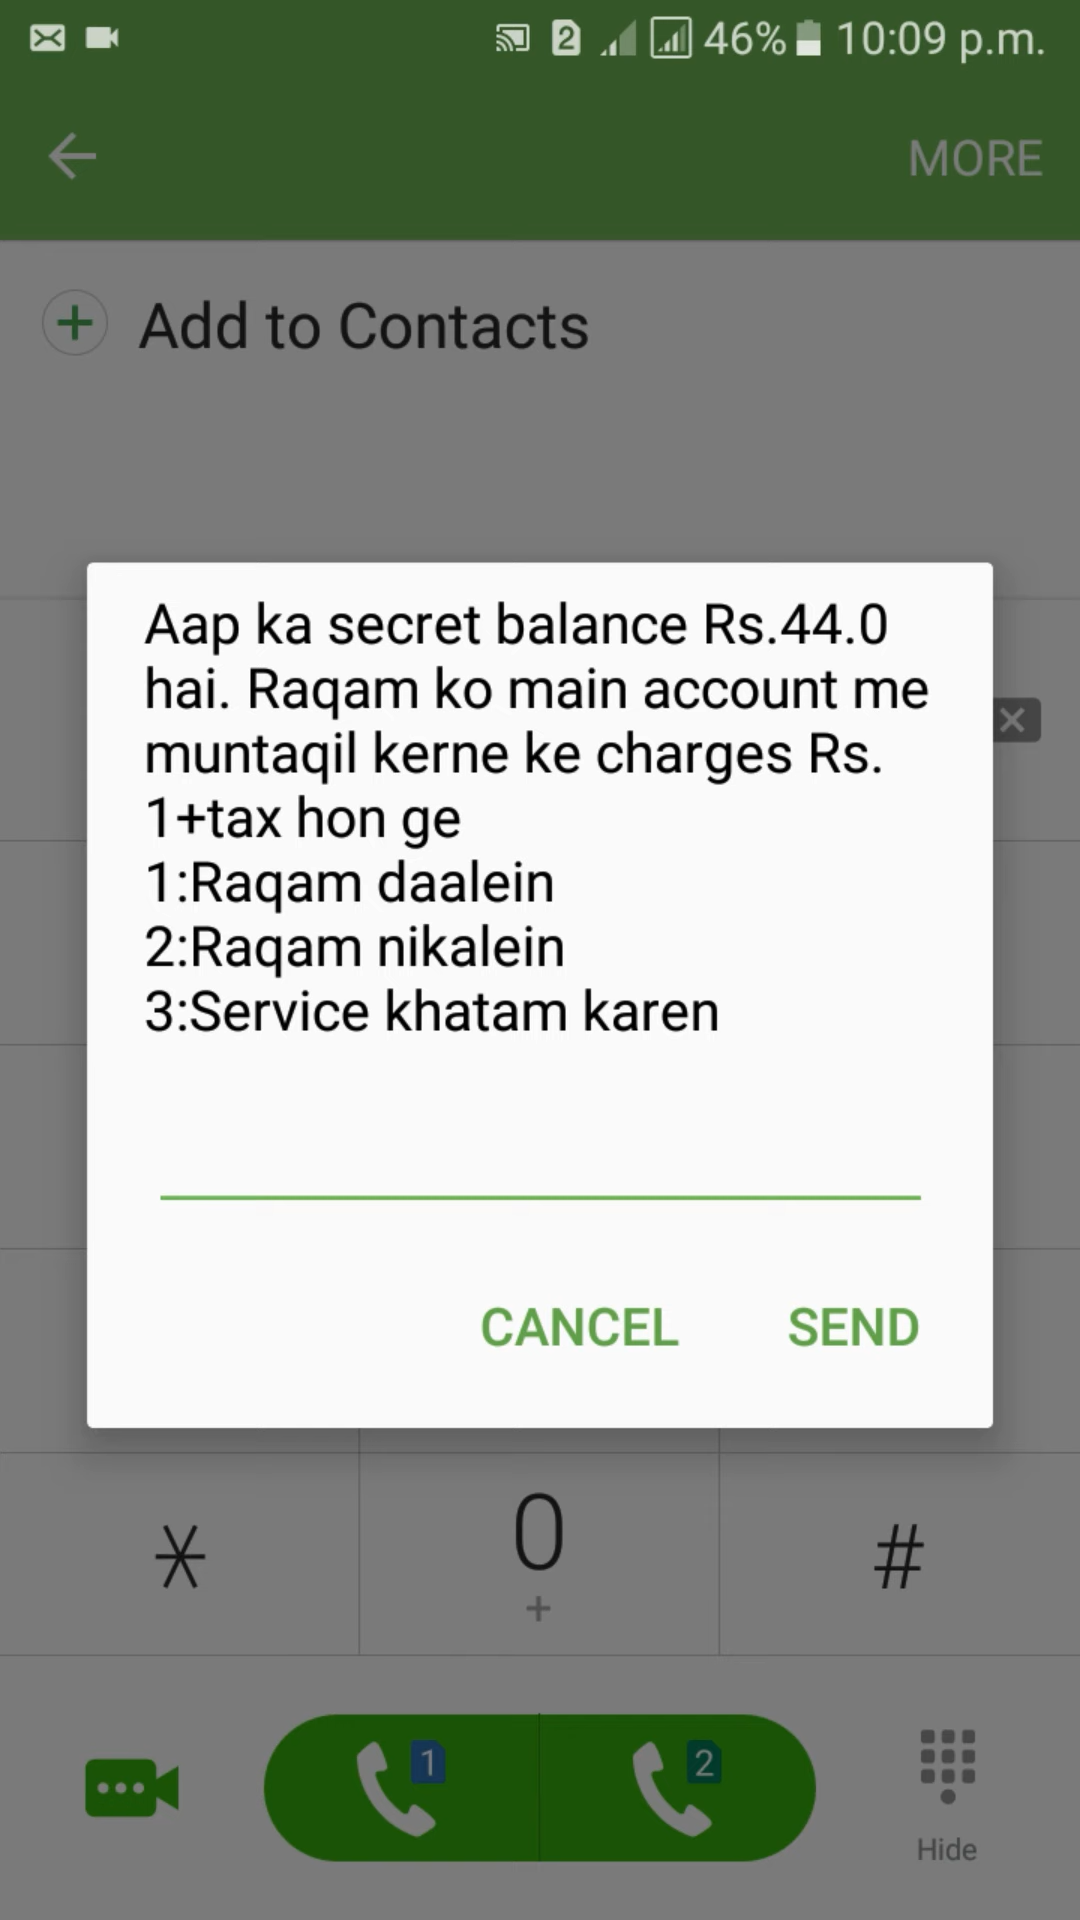 46% 10:09 p.m.
MORE
Add to Contacts
Aap ka secret balance Rs.44.0
hai. Raqam ko main account me
muntaqil kerne ke charges Rs.
1+tax hon ge
1:Raqam daalein
2:Raqam nikalein
3:Service khatam karen
CANCEL SEND
0 #
+
1 2
Hide